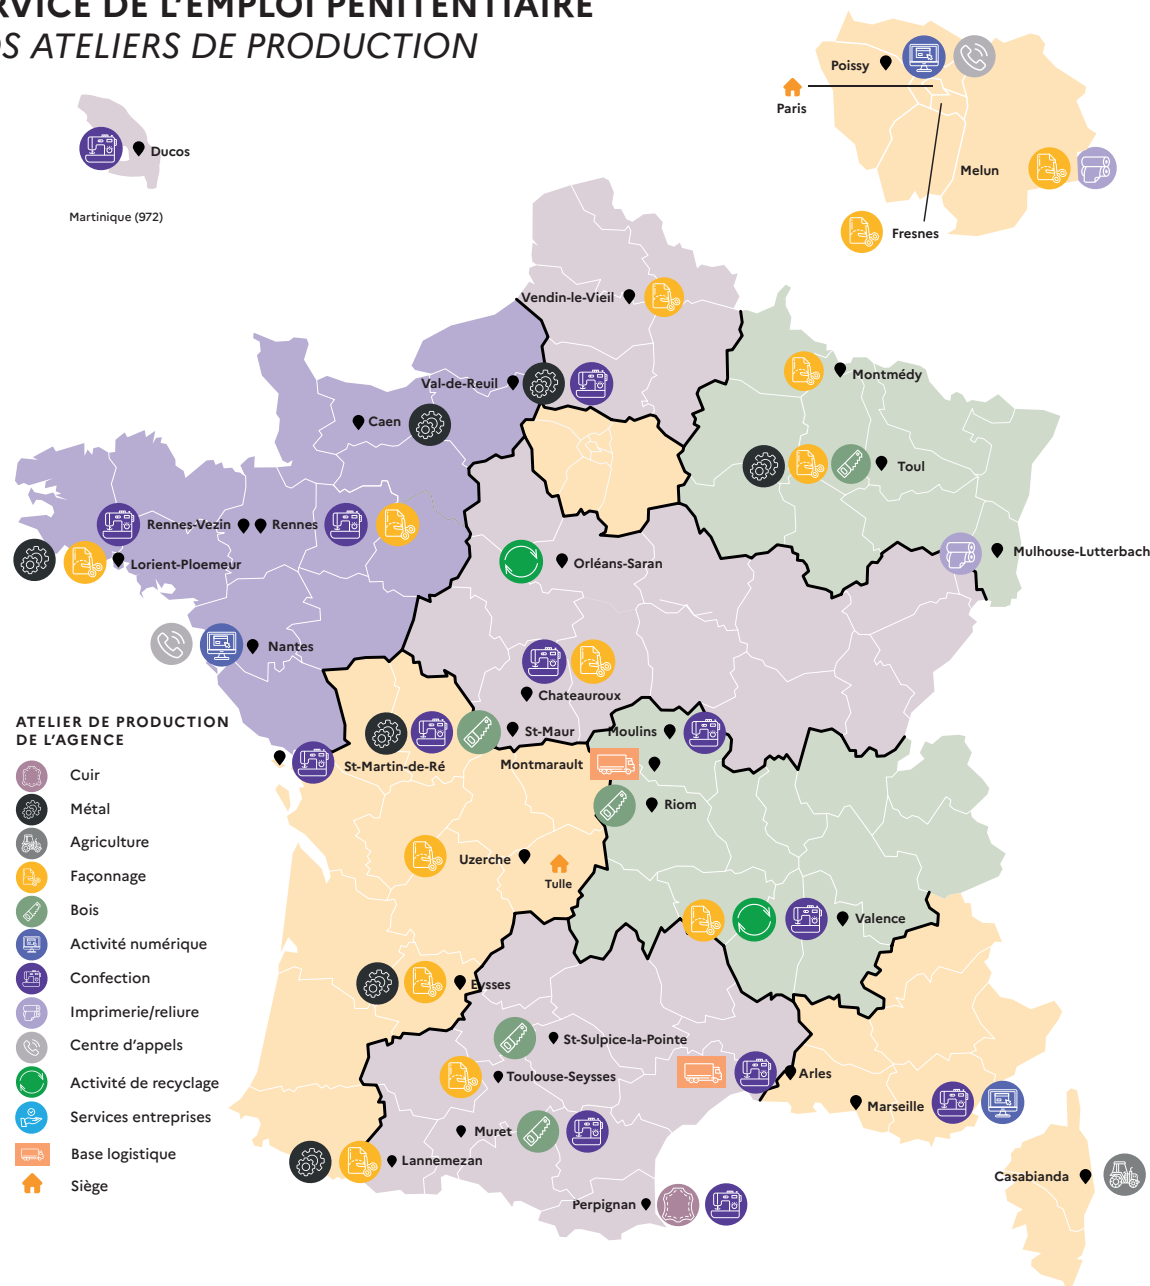 RVICE DE L'EMPLOI PÉNITENTIAIRE
OS ATELIERS DE PRODUCTION
Poissy
Paris
Ducos
Melun
Martinique (972)
Fresnes
Vendin-le-Vieil
Montmédy
Val-de-Reuil
Caen
Toul
Rennes-Vezin
Rennes
Mulhouse-Lutterbach
Lorient-Ploemeur
Orléans-Saran
Nantes
Chateauroux
ATELIER DE PRODUCTION
DE L'AGENCE
St-Maur
Moulins
St-Martin-de-Ré
Montmarault
Cuir
Métal
Riom
Agriculture
Uzerche
Façonnage
Tulle
Bois
Valence
Activité numérique
Confection
Eysses
Imprimerie/reliure
Centre d'appels
St-Sulpice-la-Pointe
Activité de recyclage
Toulouse-Seysses
Arles
Services entreprises
Marseille
Muret
Base logistique
Lannemezan
Siège
Casabianda
Perpignan